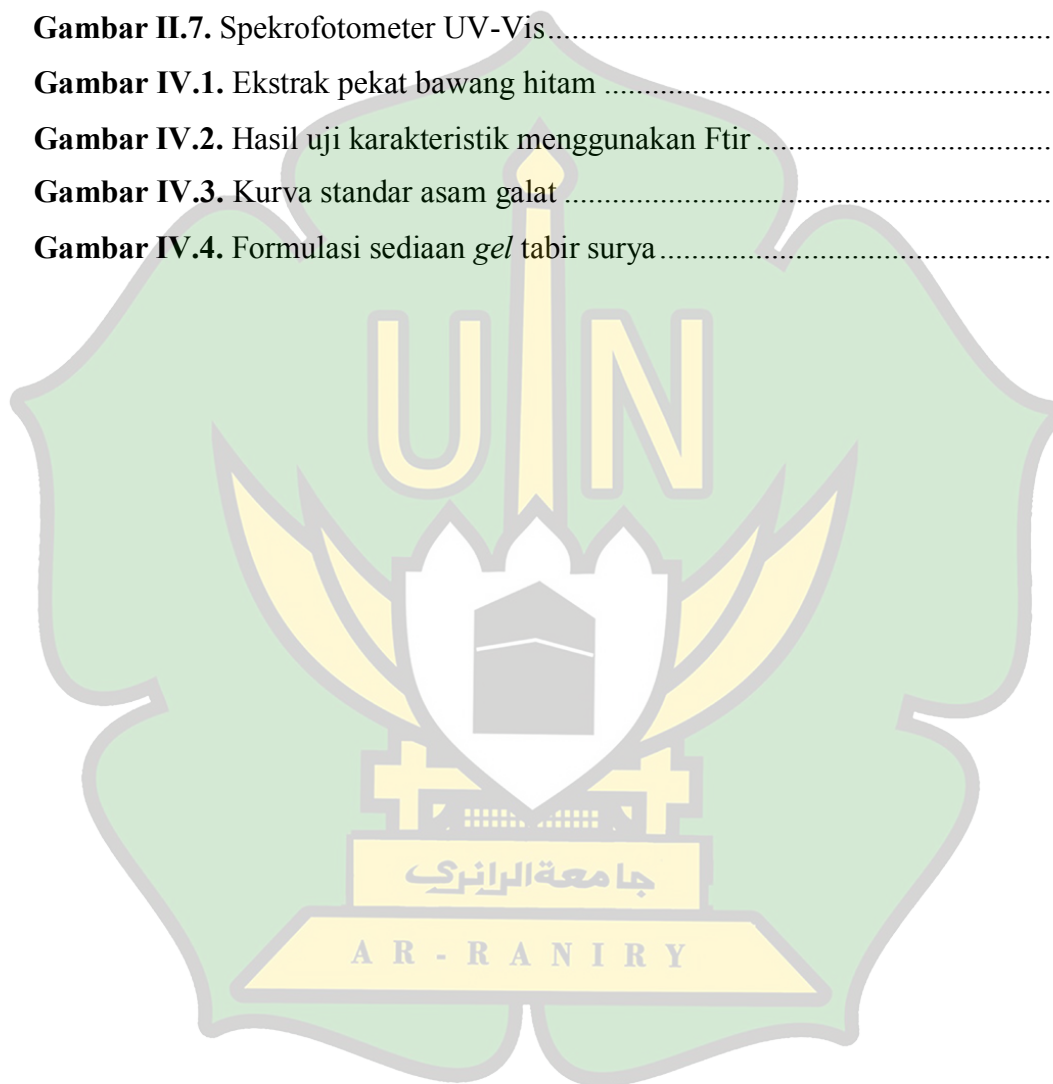 Gambar II.7. Spekrofotometer UV-Vis....................................................................
Gambar IV.1. Ekstrak pekat bawang hitam ............................................................
Gambar IV.2. Hasil uji karakteristik menggunakan Ftir ........................................
Gambar IV.3. Kurva standar asam galat .................................................................
Gambar IV.4. Formulasi sediaan gel tabir surya .....................................................
UIN
جامعةالرانري
AR-RANIRY